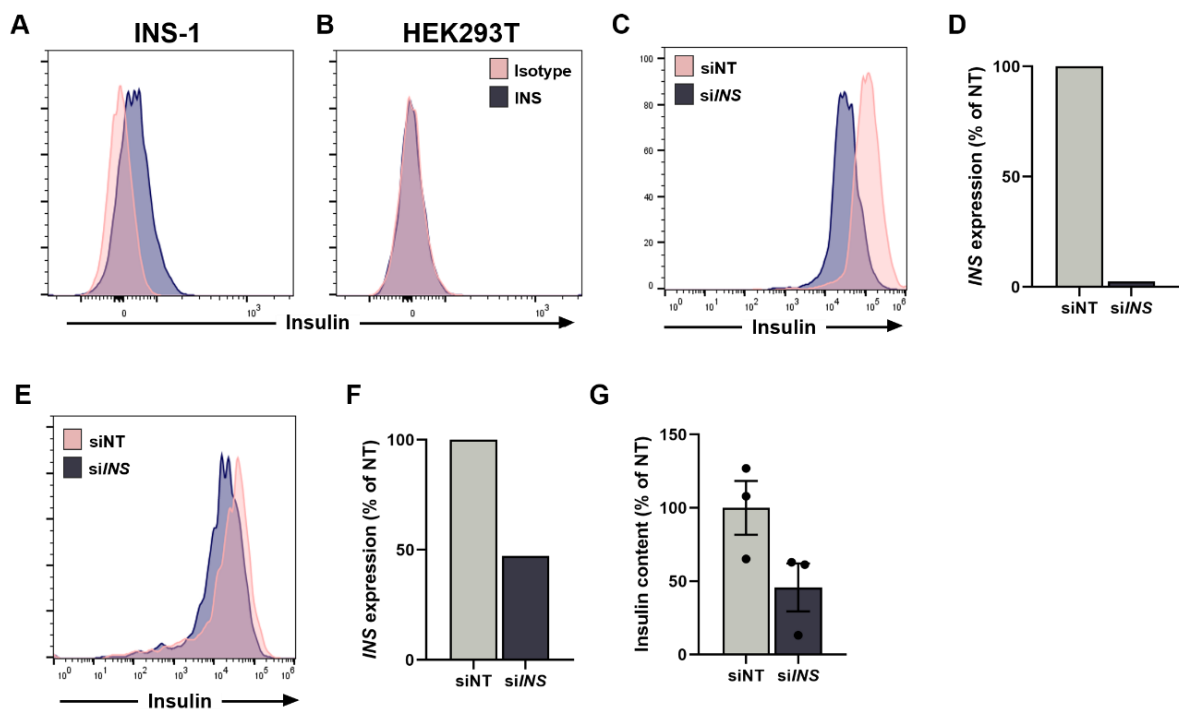 A
INS-1
B
HEK293T
Isotype
INS
0
10³
0
10³
Insulin
C
siNT
siINS
100
80
60
40
20
0
10⁰
10¹
10²
10³
10⁴
10⁵
10⁶
Insulin
D
INS expression (% of NT)
100
50
0
siNT
siINS
E
siNT
siINS
10⁰
10¹
10²
10³
10⁴
10⁵
10⁶
Insulin
F
INS expression (% of NT)
100
50
0
siNT
siINS
G
Insulin content (% of NT)
150
100
50
0
siNT
siINS